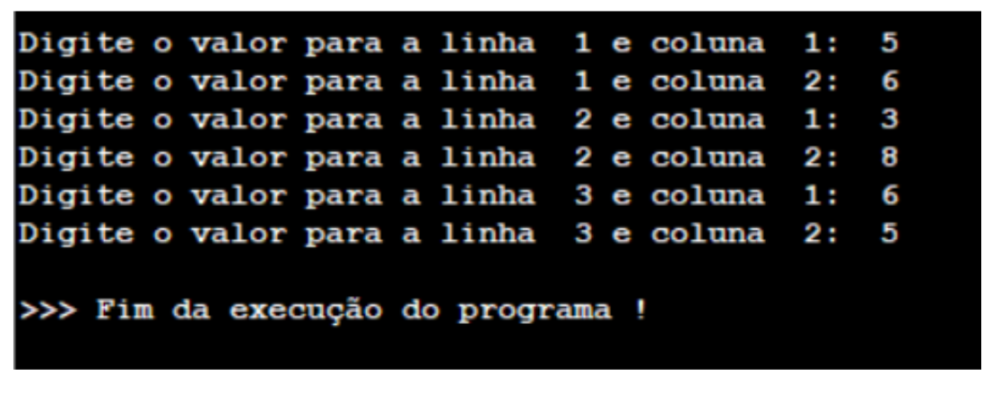 Digite o valor para a linha  1 e coluna  1:  5
Digite o valor para a linha  1 e coluna  2:  6
Digite o valor para a linha  2 e coluna  1:  3
Digite o valor para a linha  2 e coluna  2:  8
Digite o valor para a linha  3 e coluna  1:  6
Digite o valor para a linha  3 e coluna  2:  5
>>> Fim da execução do programa !